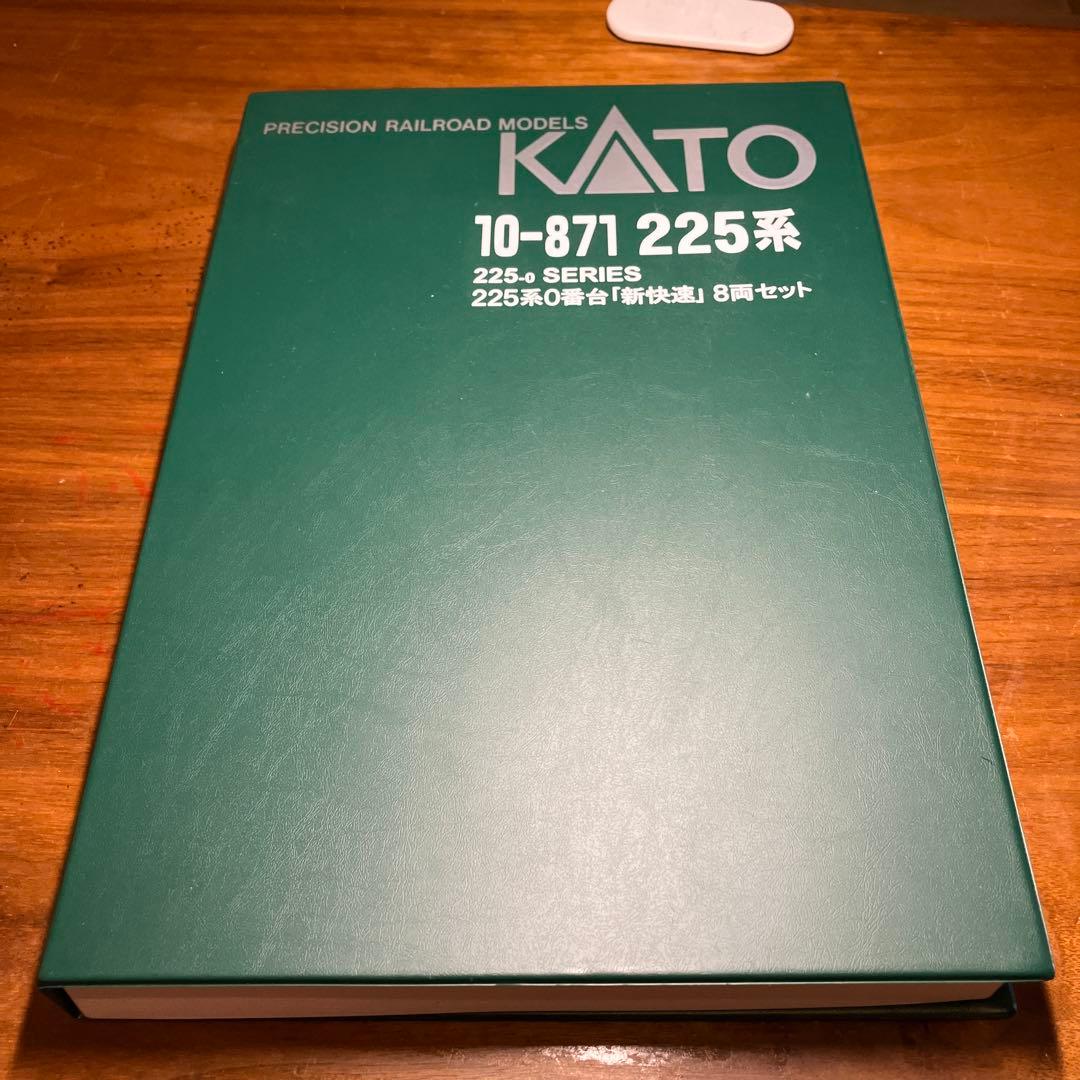 PRECISION RAILROAD MODELS
KATO
10-871 225系
225-0 SERIES
225系0番台「新快速」8両セット